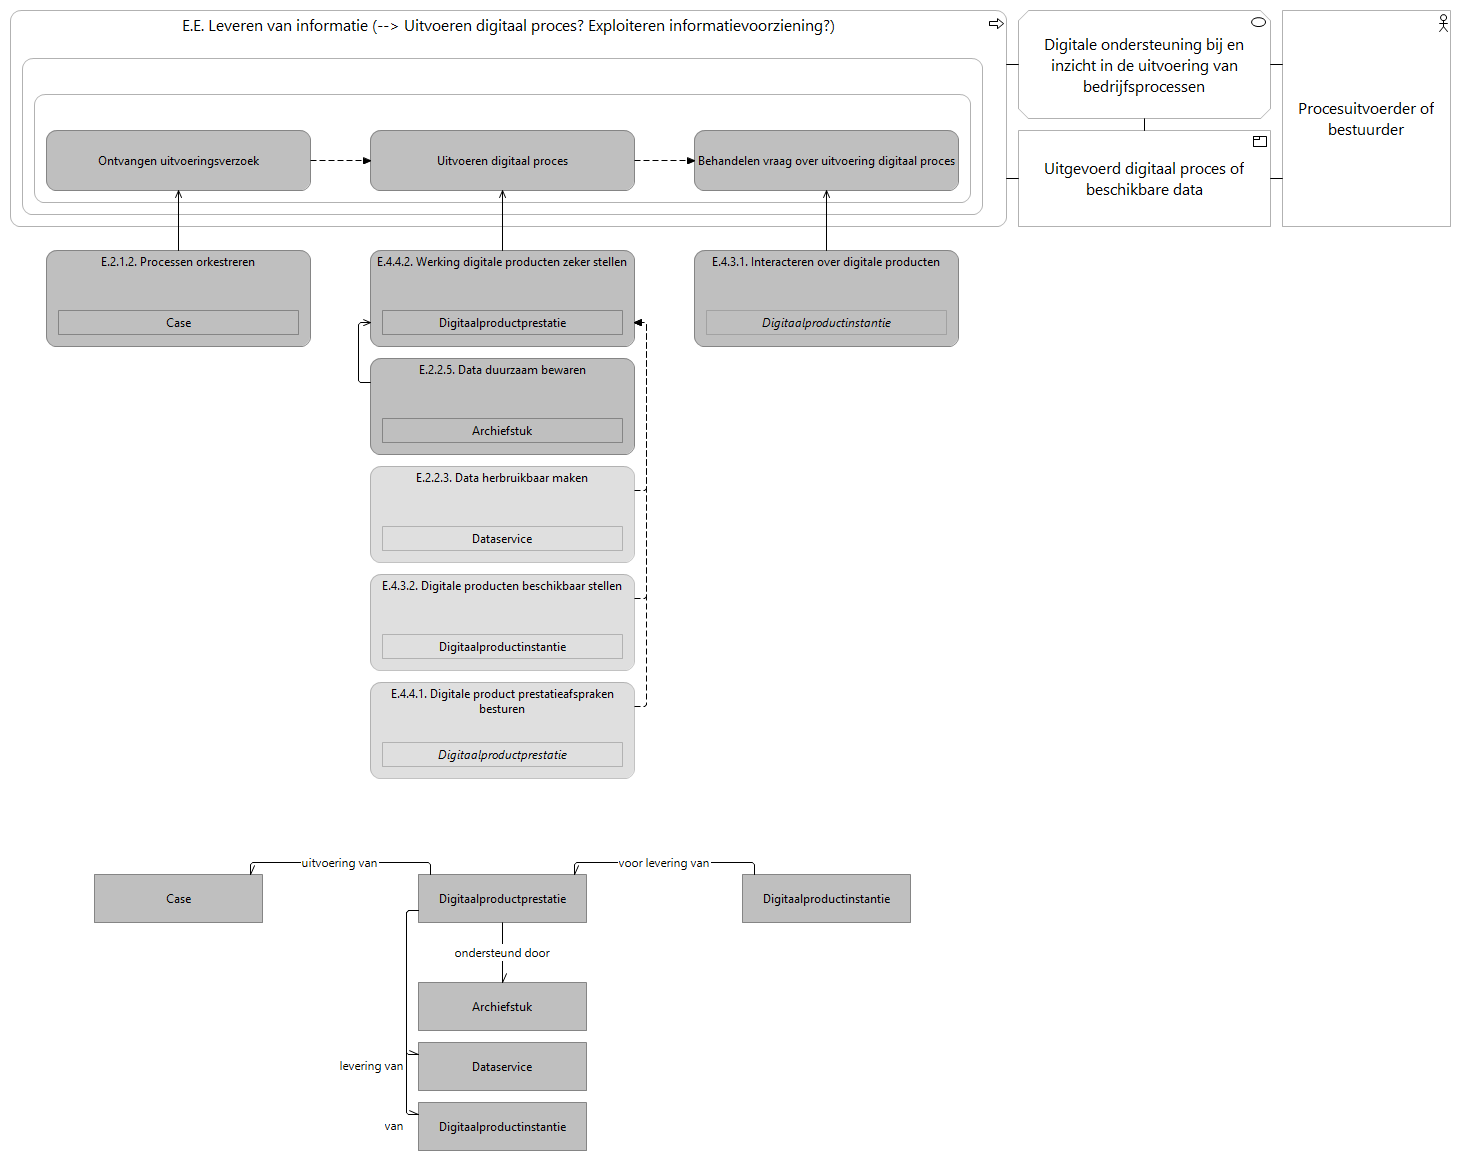 E.E. Leveren van informatie (--> Uitvoeren digitaal proces? Exploiteren informatievoorziening?)
Digitale ondersteuning bij en
inzicht in de uitvoering van
bedrijfsprocessen
Procesuitvoerder of
bestuurder
Uitgevoerd digitaal proces of
beschikbare data
Ontvangen uitvoeringsverzoek
Uitvoeren digitaal proces
Behandelen vraag over uitvoering digitaal proces
E.2.1.2. Processen orkestreren
Case
E.4.4.2. Werking digitale producten zeker stellen
Digitaalproductprestatie
E.4.3.1. Interacteren over digitale producten
Digitaalproductinstantie
E.2.2.5. Data duurzaam bewaren
Archiefstuk
E.2.2.3. Data herbruikbaar maken
Dataservice
E.4.3.2. Digitale producten beschikbaar stellen
Digitaalproductinstantie
E.4.4.1. Digitale product prestatieafspraken
besturen
Digitaalproductprestatie
uitvoering van
voor levering van
Case
Digitaalproductprestatie
Digitaalproductinstantie
ondersteund door
Archiefstuk
levering van
Dataservice
van
Digitaalproductinstantie